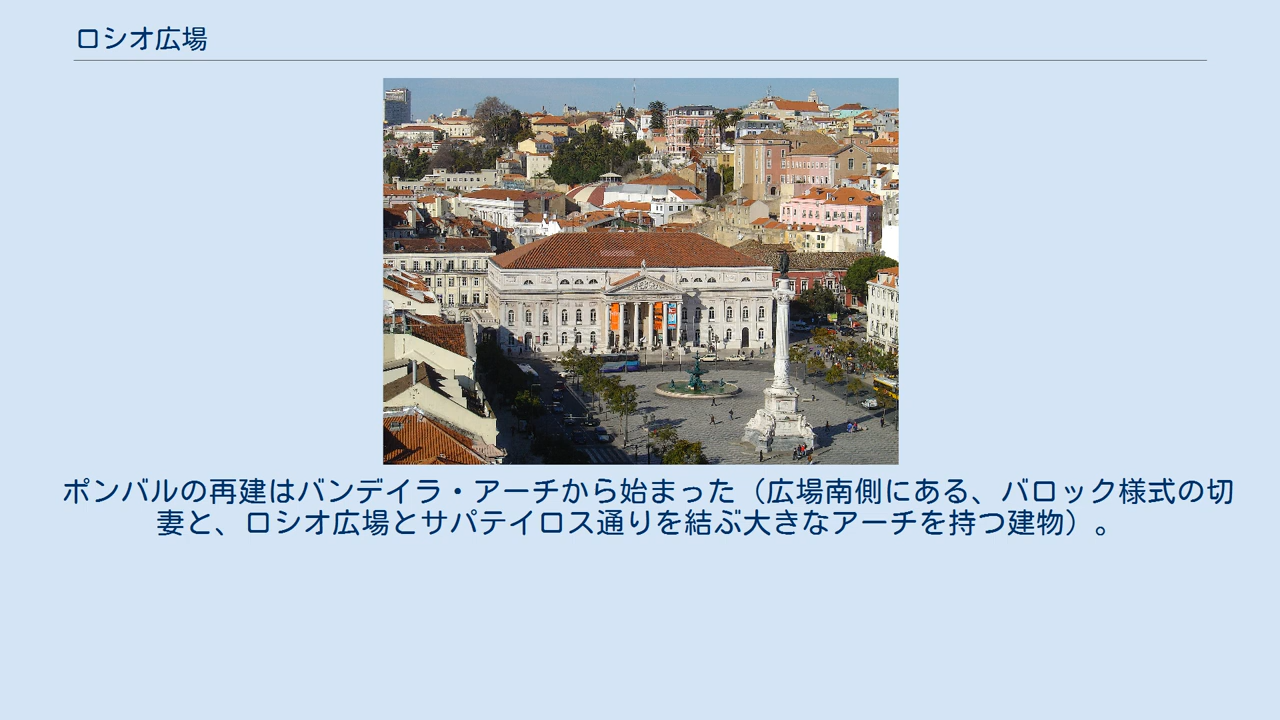 ロシオ広場
ポンバルの再建はバンデイラ・アーチから始まった（広場南側にある、バロック様式の切
妻と、ロシオ広場とサパテイロス通りを結ぶ大きなアーチを持つ建物）。